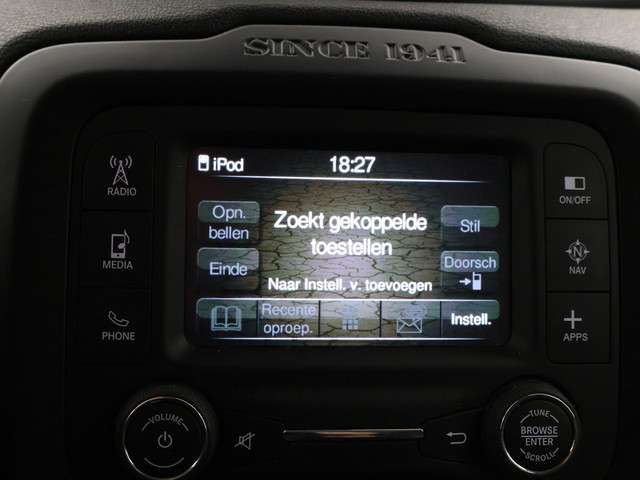 SINCE 1941
iPod 18:27
RADIO
MEDIA
PHONE
Opn.
bellen
Einde
Zoekt gekoppelde
toestellen
Naar Instell. v. toevoegen
Stil
Doorsch
Recente
oproep.
Instell.
ON/OFF
N
NAV
APPS
VOLUME
TUNE
BROWSE
ENTER
SCROLL